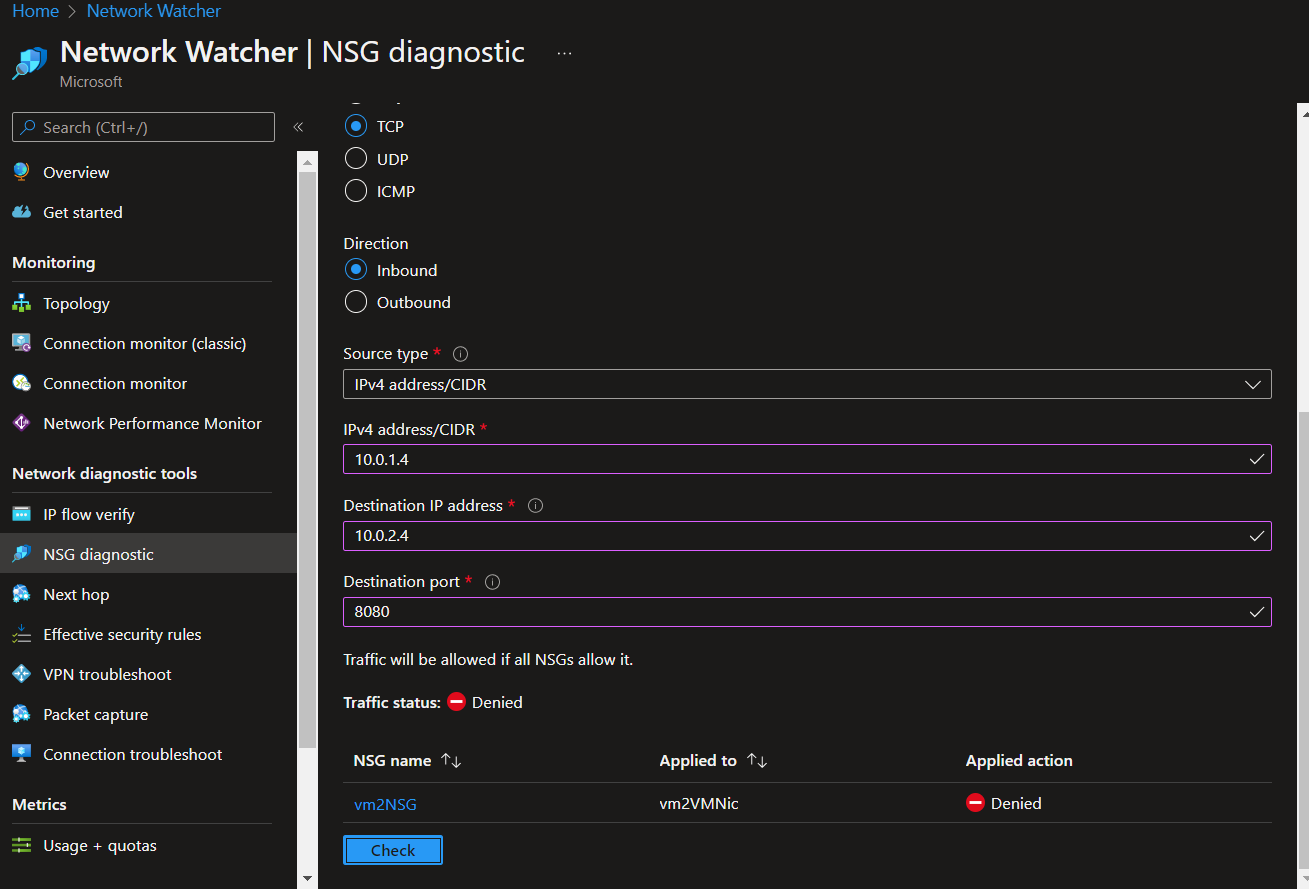 Home > Network Watcher
Network Watcher | NSG diagnostic ...
Microsoft
Search (Ctrl+/)
«
Overview
Get started
Monitoring
Topology
Connection monitor (classic)
Connection monitor
Network Performance Monitor
Network diagnostic tools
IP flow verify
NSG diagnostic
Next hop
Effective security rules
VPN troubleshoot
Packet capture
Connection troubleshoot
Metrics
Usage + quotas
TCP
UDP
ICMP
Direction
Inbound
Outbound
Source type *
IPv4 address/CIDR
IPv4 address/CIDR *
10.0.1.4
Destination IP address *
10.0.2.4
Destination port *
8080
Traffic will be allowed if all NSGs allow it.
Traffic status: Denied
NSG name ↑↓ Applied to ↑↓ Applied action
vm2NSG vm2VMNic Denied
Check